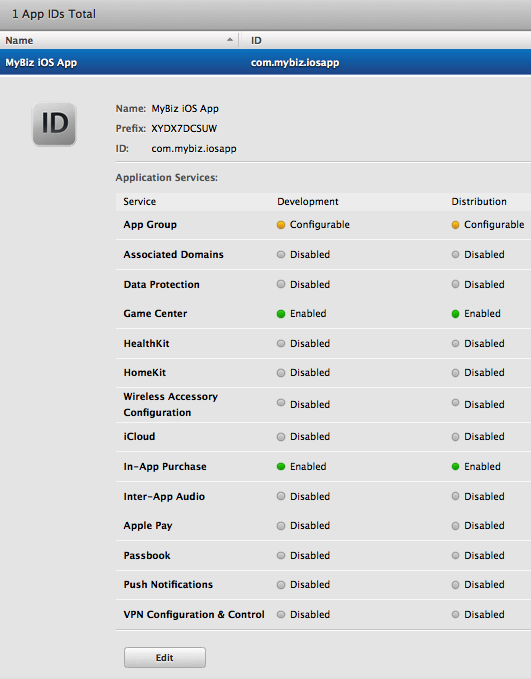 1 App IDs Total
Name ID
MyBiz iOS App com.mybiz.iosapp
ID
Name: MyBiz iOS App
Prefix: XYDX7DCSUW
ID: com.mybiz.iosapp
Application Services:
Service Development Distribution
App Group Configurable Configurable
Associated Domains Disabled Disabled
Data Protection Disabled Disabled
Game Center Enabled Enabled
HealthKit Disabled Disabled
HomeKit Disabled Disabled
Wireless Accessory
Configuration Disabled Disabled
iCloud Disabled Disabled
In-App Purchase Enabled Enabled
Inter-App Audio Disabled Disabled
Apple Pay Disabled Disabled
Passbook Disabled Disabled
Push Notifications Disabled Disabled
VPN Configuration & Control Disabled Disabled
Edit